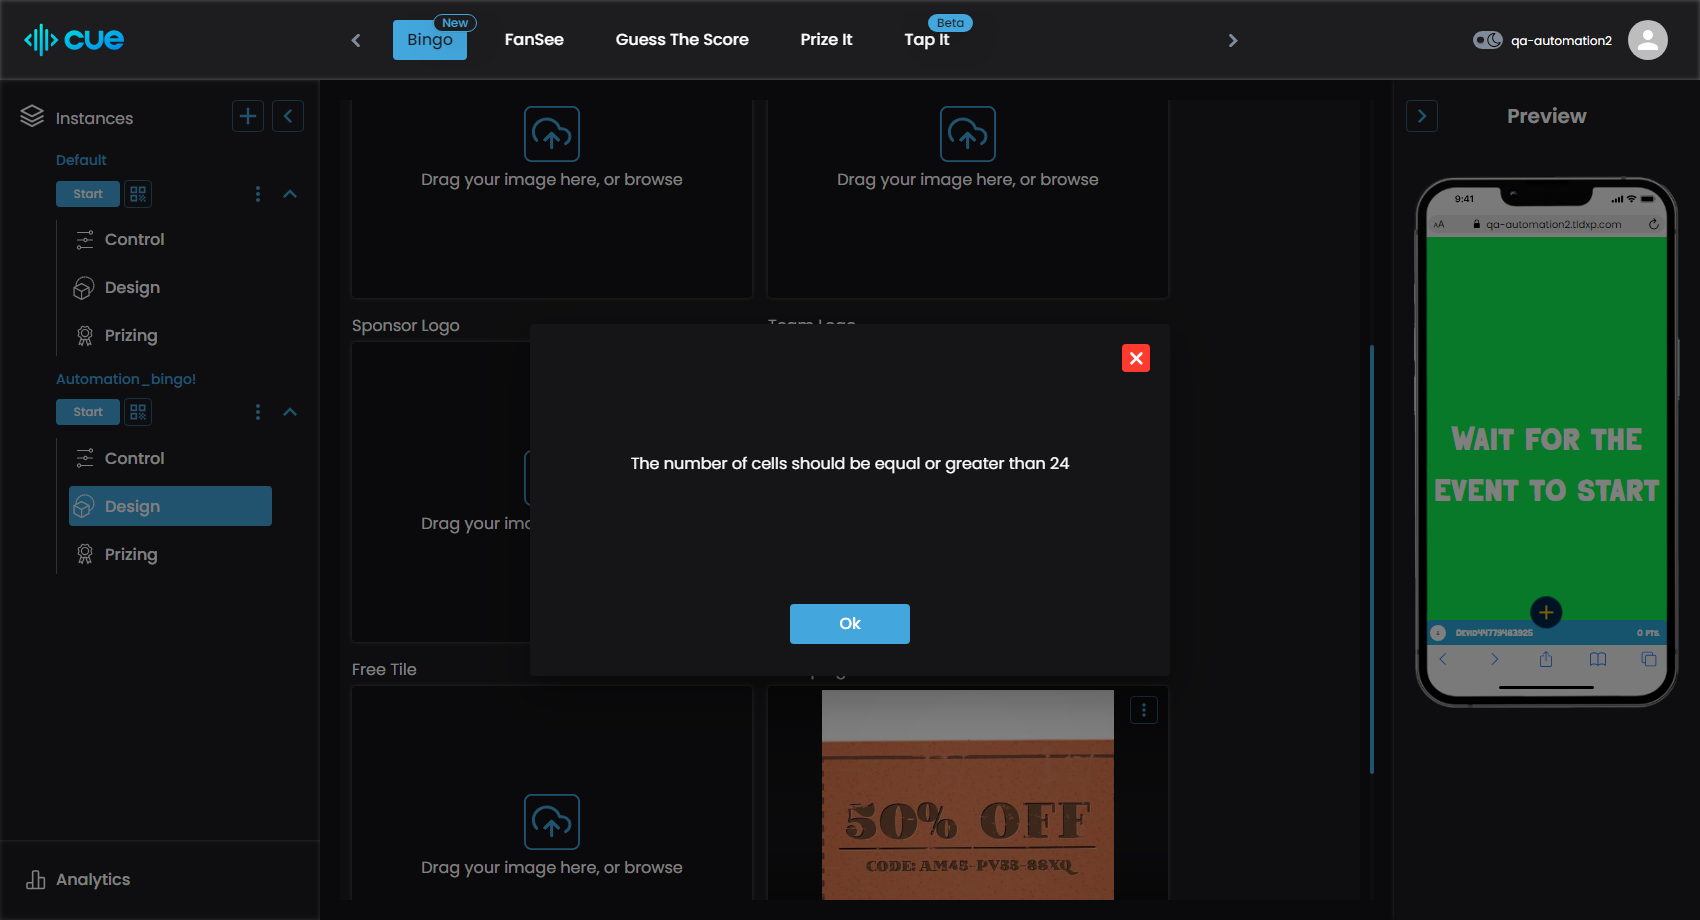 cue
Bingo
New
FanSee
Guess The Score
Prize It
Tap It
Beta
qa-automation2
Instances
Default
Start
Control
Design
Prizing
Automation_bingo!
Start
Control
Design
Prizing
Analytics
Drag your image here, or browse
Drag your image here, or browse
Sponsor Logo
Team Logo
Drag your ima
The number of cells should be equal or greater than 24
Ok
Free Tile
Drag your image here, or browse
50% OFF
CODE: AM45-PV33-88XQ
Preview
9:41
AA
qa-automation2.tldxp.com
WAIT FOR THE
EVENT TO START
DEVID44779483925
0 PTS.